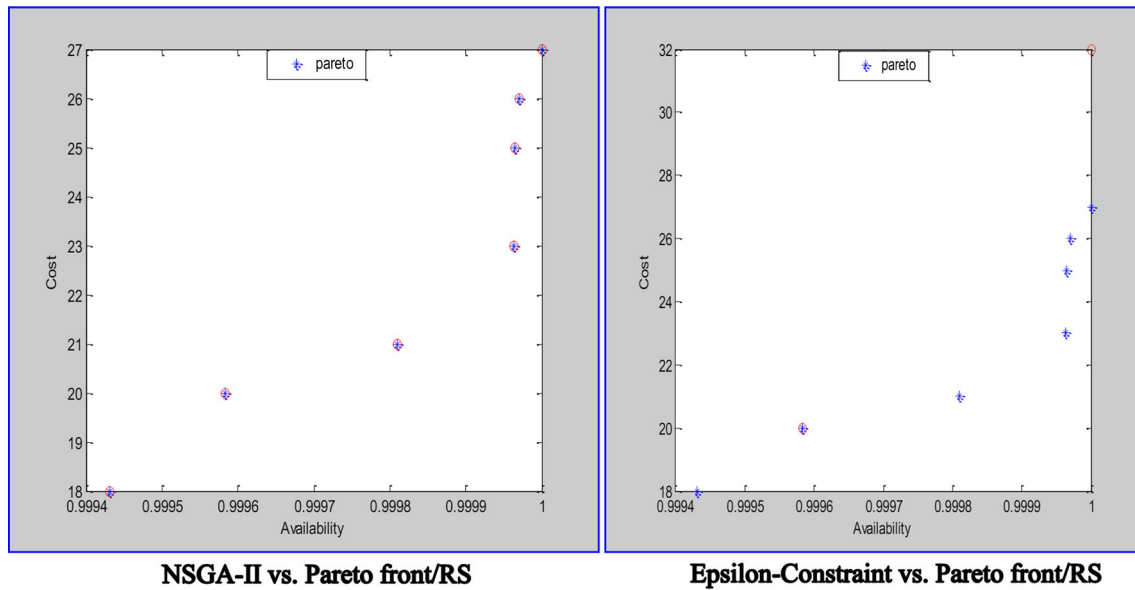 pareto
27
26
25
24
23
22
21
20
19
18
Cost
0.9994 0.9995 0.9996 0.9997 0.9998 0.9999 1
Availability
NSGA-II vs. Pareto front/RS
pareto
32
30
28
26
24
22
20
18
Cost
0.9994 0.9995 0.9996 0.9997 0.9998 0.9999 1
Availability
Epsilon-Constraint vs. Pareto front/RS